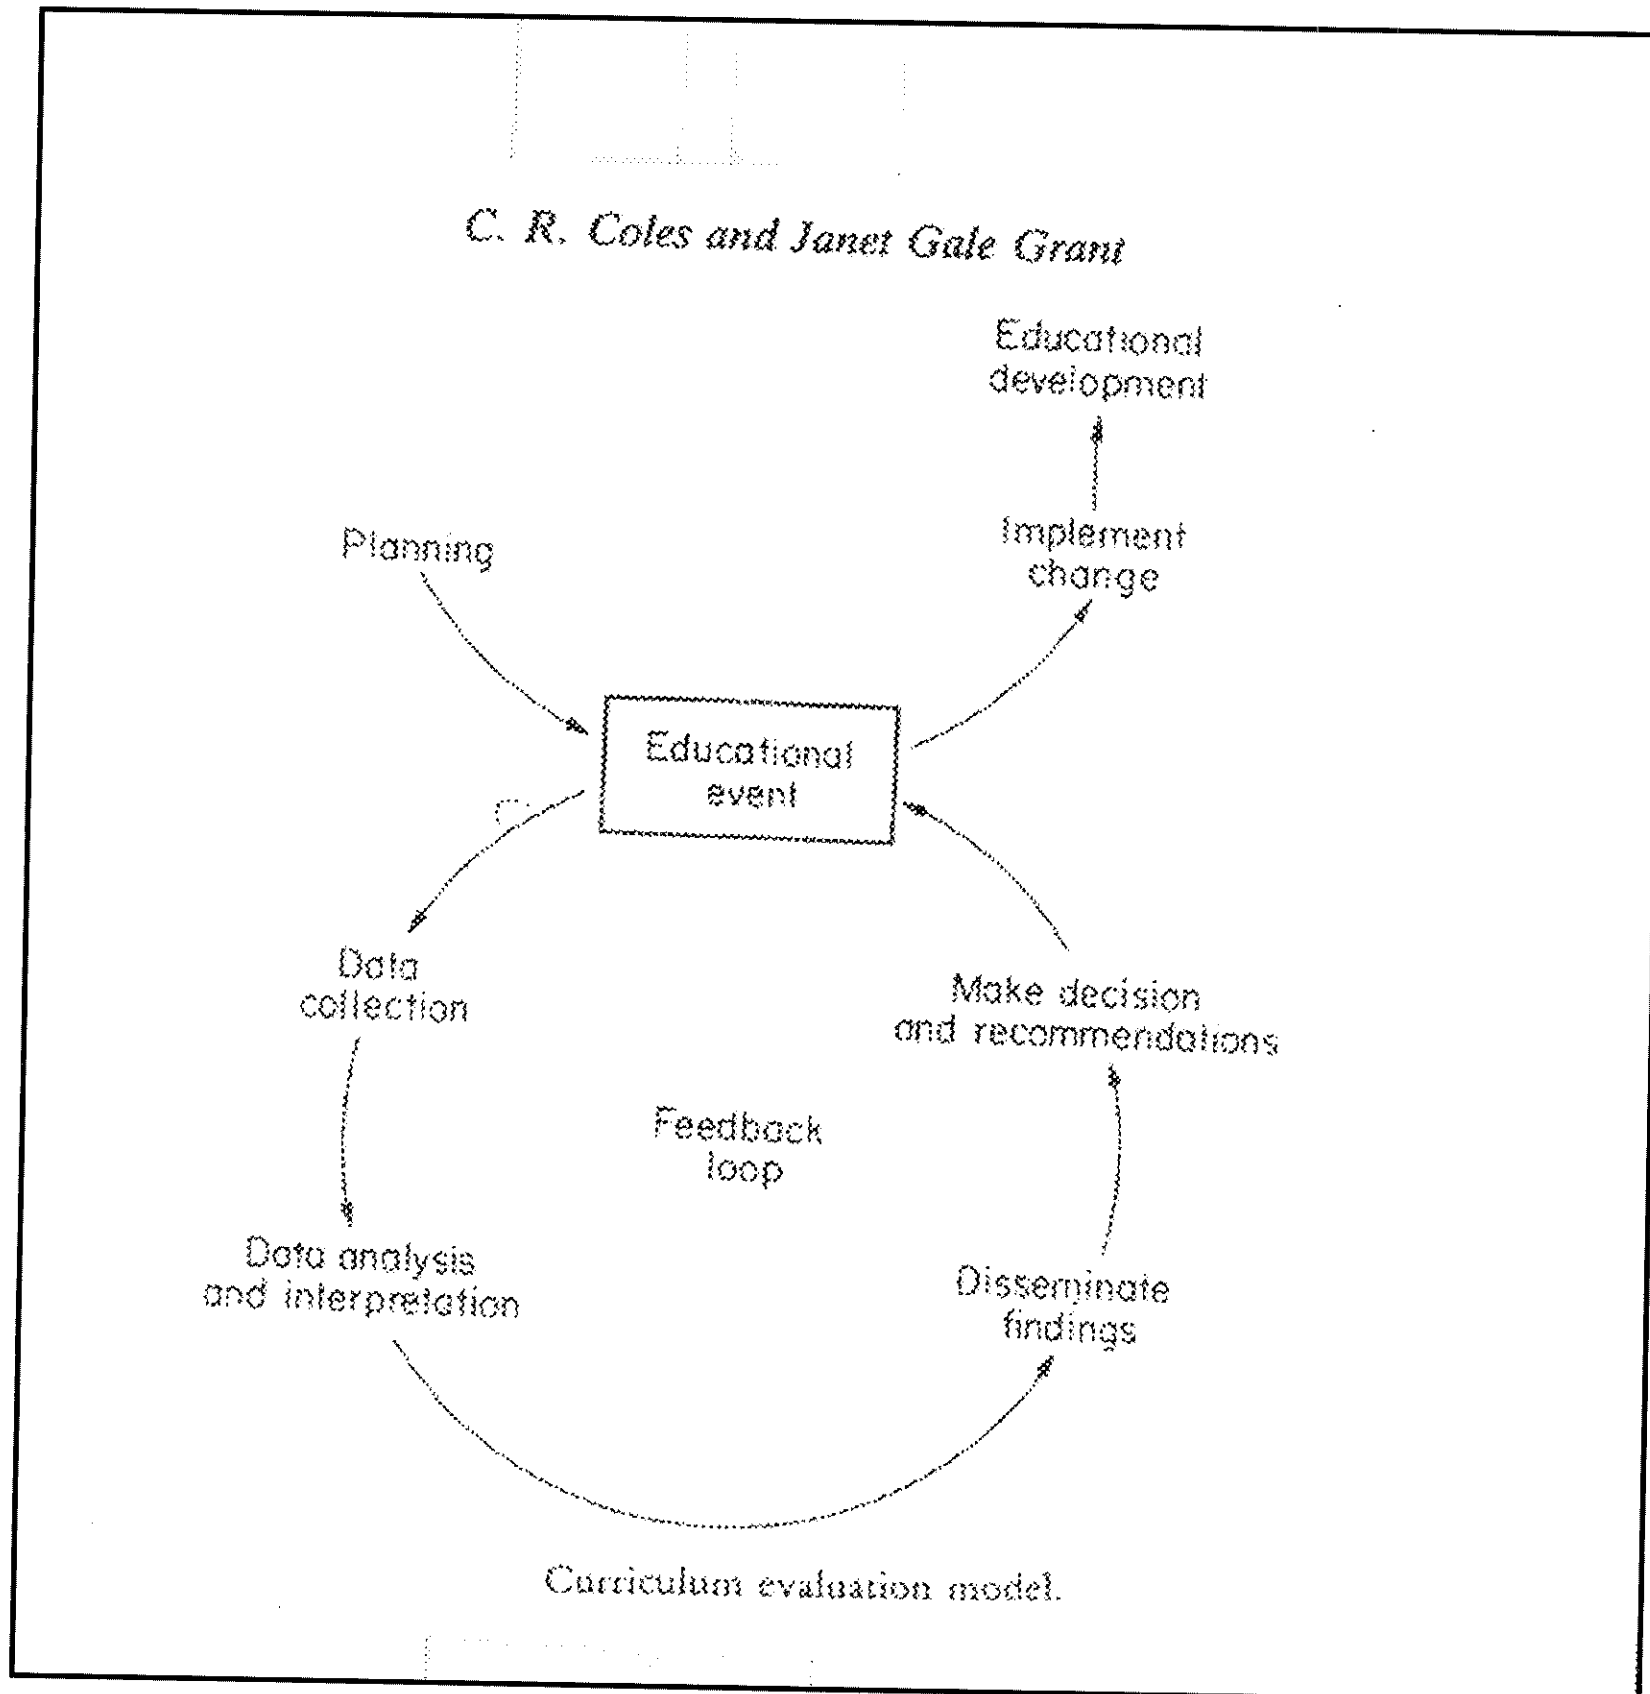 C. R. Coles and Janet Gale Grant
Educational
development
Planning
Implement
change
Educational
event
Data
collection
Make decision
and recommendations
Feedback
loop
Data analysis
and interpretation
Disseminate
findings
Curriculum evaluation model.